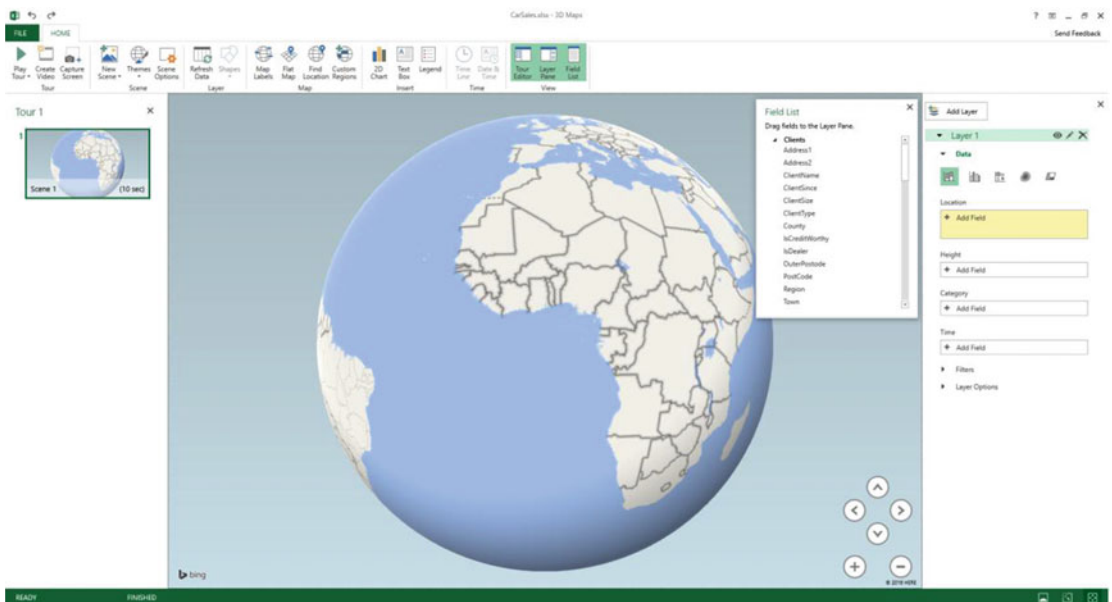 CarSales.xlsx - 3D Maps
?
FILE HOME
Send Feedback
Play Tour Create Video Capture Screen New Scene Themes Scene Options Refresh Data Shapes Map Labels Flat Map Find Location Custom Regions 2D Chart Text Box Legend Time Line Date & Time Tour Editor Layer Pane Field List
Tour Scene Layer Map Insert Time View
Tour 1
1
Scene 1 (10 sec)
Field List
Drag fields to the Layer Pane.
Clients
Address1
Address2
ClientName
ClientSince
ClientSize
ClientType
County
IsCreditWorthy
IsDealer
OuterPostode
PostCode
Region
Town
Add Layer
Layer 1
Data
Location
+ Add Field
Height
+ Add Field
Category
+ Add Field
Time
+ Add Field
Filters
Layer Options
bing
© 2016 HERE
READY FINISHED